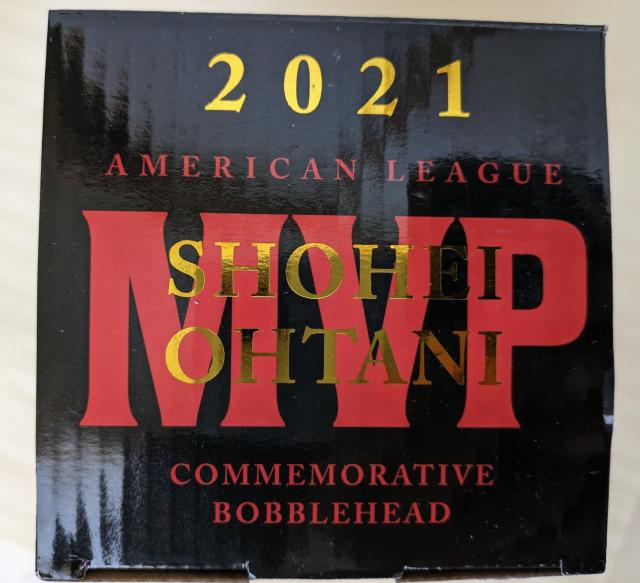 2021
AMERICAN LEAGUE
MVP
SHOHEI
OHTANI
COMMEMORATIVE
BOBBLEHEAD